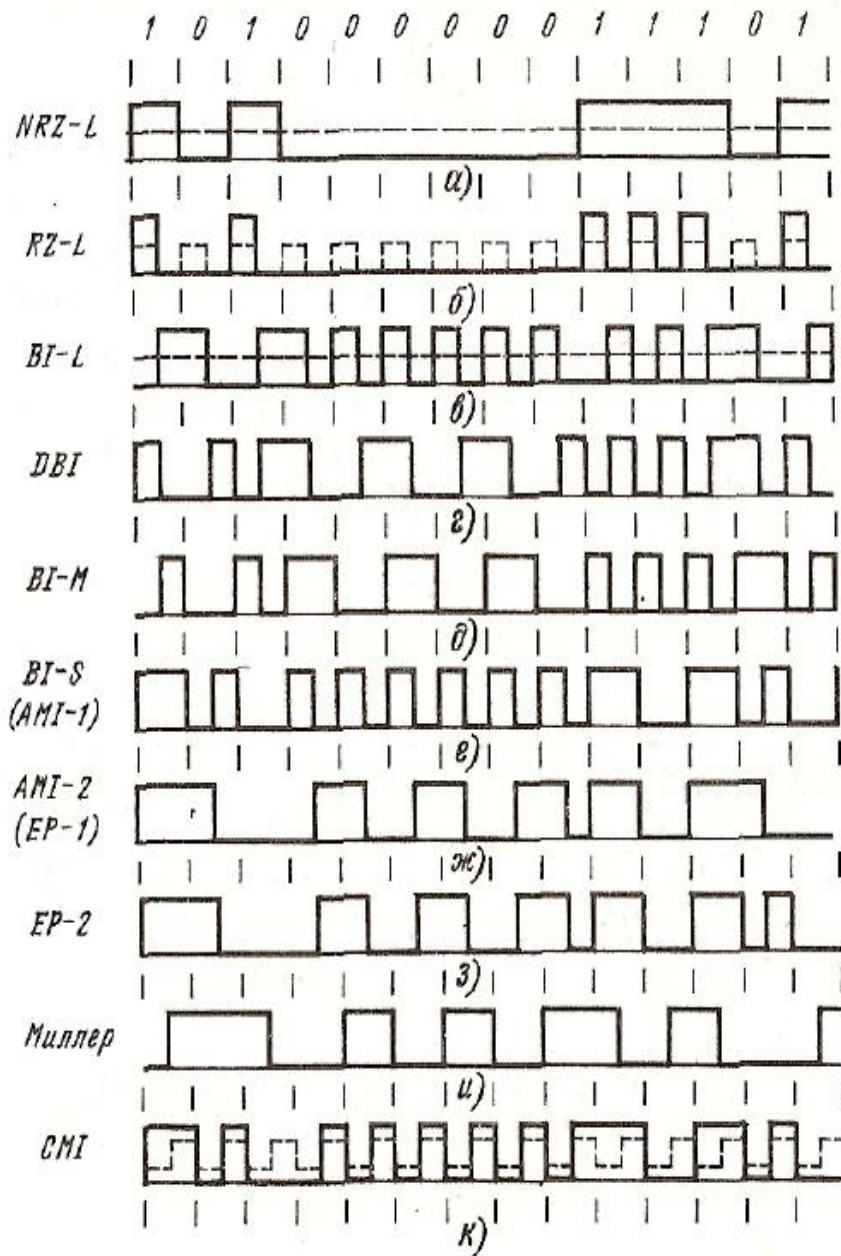 1 0 1 0 0 0 0 0 0 1 1 1 0 1
NRZ-L
а)
RZ-L
б)
BI-L
в)
DBI
г)
BI-M
д)
BI-S
(AMI-1)
е)
AMI-2
(EP-1)
ж)
EP-2
з)
Миллер
и)
CMI
к)